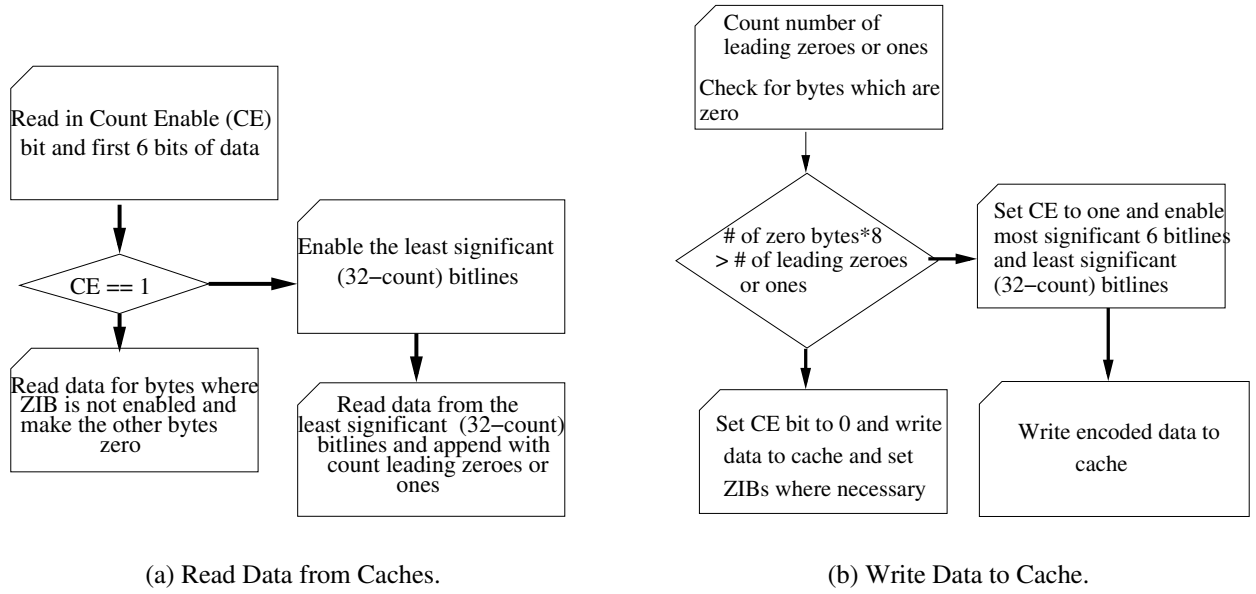 Read in Count Enable (CE)
bit and first 6 bits of data
CE == 1
Enable the least significant
(32−count) bitlines
Read data for bytes where
ZIB is not enabled and
make the other bytes
zero
Read data from the
least significant (32−count)
bitlines and append with
count leading zeroes or
ones
(a) Read Data from Caches.
Count number of
leading zeroes or ones
Check for bytes which are
zero
# of zero bytes*8
> # of leading zeroes
or ones
Set CE to one and enable
most significant 6 bitlines
and least significant
(32−count) bitlines
Set CE bit to 0 and write
data to cache and set
ZIBs where necessary
Write encoded data to
cache
(b) Write Data to Cache.